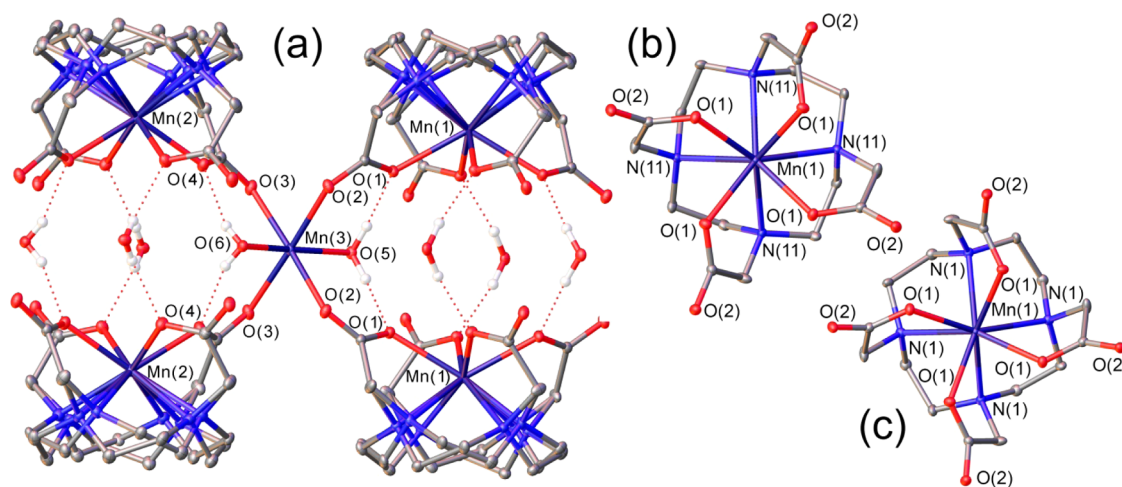 (a)
Mn(2)
Mn(1)
O(4)
O(3)
O(1)
O(2)
O(6)
Mn(3)
O(5)
O(4)
O(3)
O(2)
O(1)
Mn(2)
Mn(1)
(b)
O(2)
N(11)
O(2)
O(1)
O(1)
N(11)
N(11)
Mn(1)
O(1)
O(1)
N(11)
O(2)
O(2)
(c)
O(2)
N(1)
O(1)
O(2)
O(1)
Mn(1)
N(1)
N(1)
O(1)
O(1)
O(2)
N(1)
O(2)